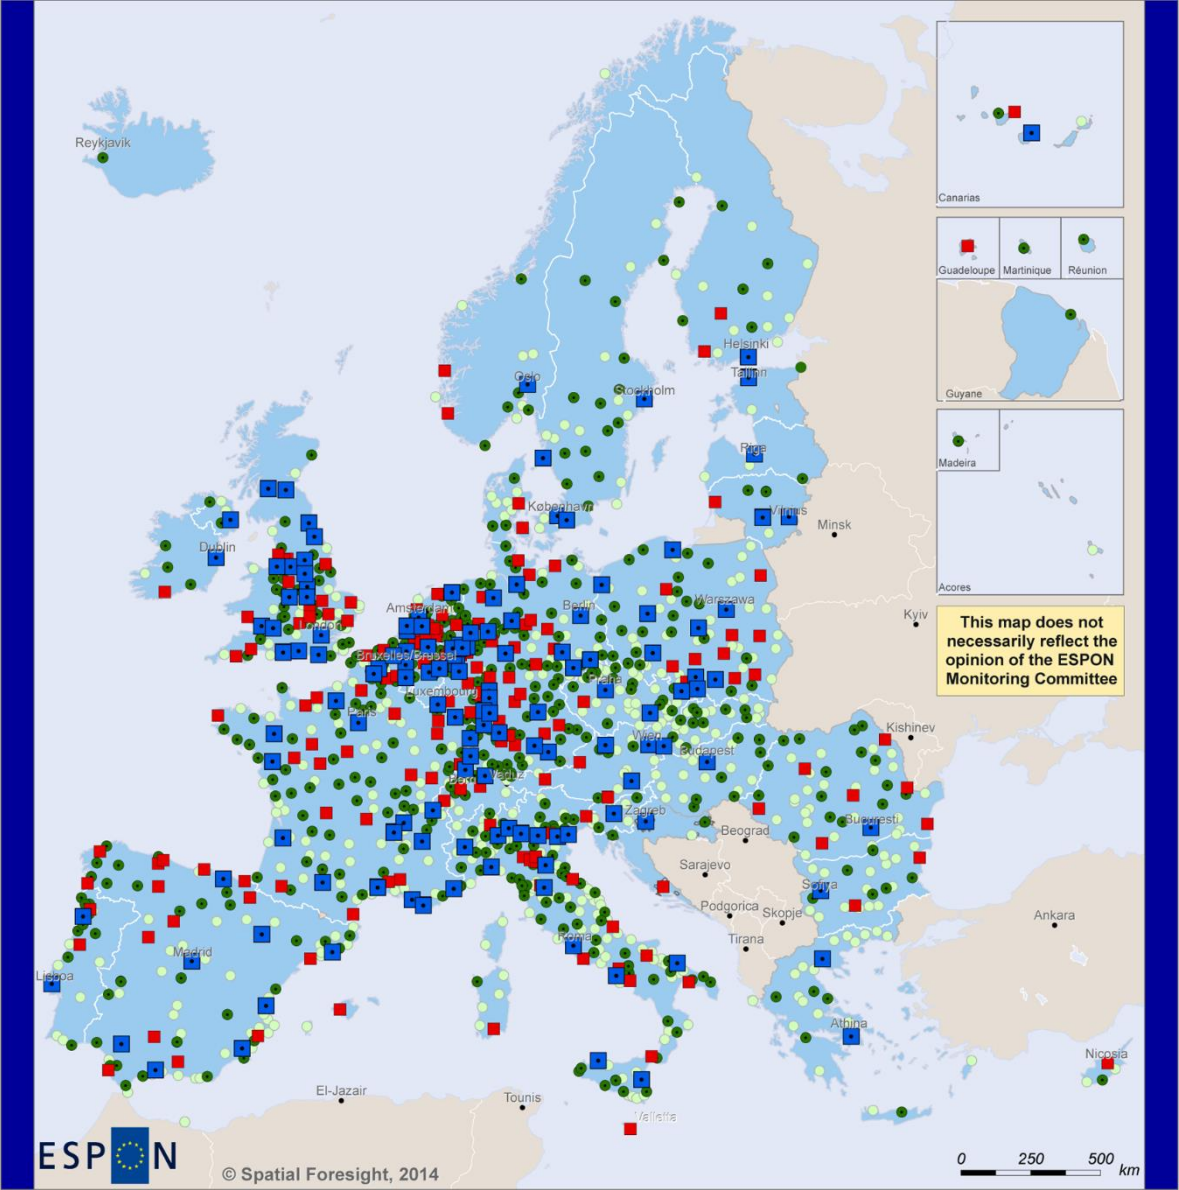 Reykjavik
Canarias
Guadeloupe
Martinique
Réunion
Helsinki
Tallinn
Oslo
Stockholm
Guyane
Riga
Madeira
København
Vilnius
Minsk
Dublin
Acores
Amsterdam
Berlin
Warszawa
London
Kyiv
This map does not
necessarily reflect the
opinion of the ESPON
Monitoring Committee
Bruxelles/Brussel
Luxembourg
Praha
Paris
Kishinev
Wien
Budapest
Bern
Vaduz
Zagreb
Bucuresti
Beograd
Sarajevo
Sofiya
Podgorica
Skopje
Ankara
Roma
Tirana
Madrid
Lisboa
Athina
Nicosia
El-Jazair
Tounis
Valletta
ESPON
© Spatial Foresight, 2014
0 250 500
km